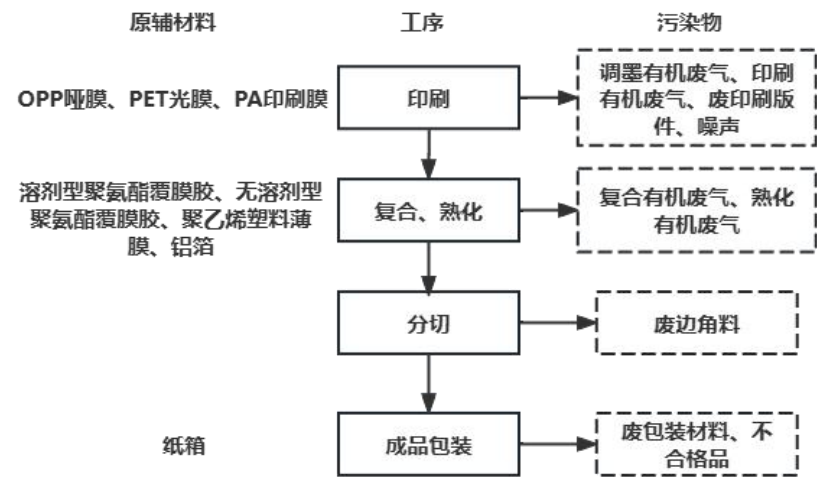 原辅材料
工序
污染物
OPP哑膜、PET光膜、PA印刷膜
印刷
调墨有机废气、印刷
有机废气、废印刷版
件、噪声
溶剂型聚氨酯覆膜胶、无溶剂型
聚氨酯覆膜胶、聚乙烯塑料薄
膜、铝箔
复合、熟化
复合有机废气、熟化
有机废气
分切
废边角料
纸箱
成品包装
废包装材料、不
合格品